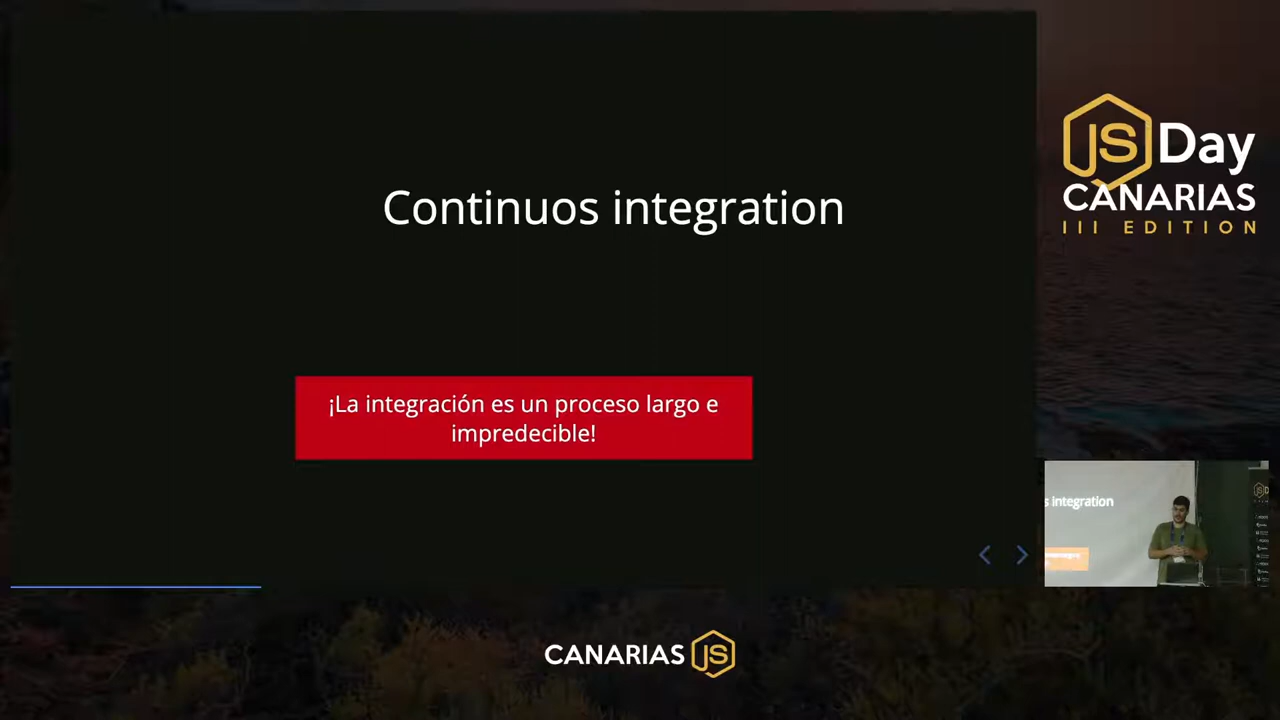 Continuos integration
¡La integración es un proceso largo e
impredecible!
JS Day
CANARIAS
III EDITION
s integration
CANARIAS JS